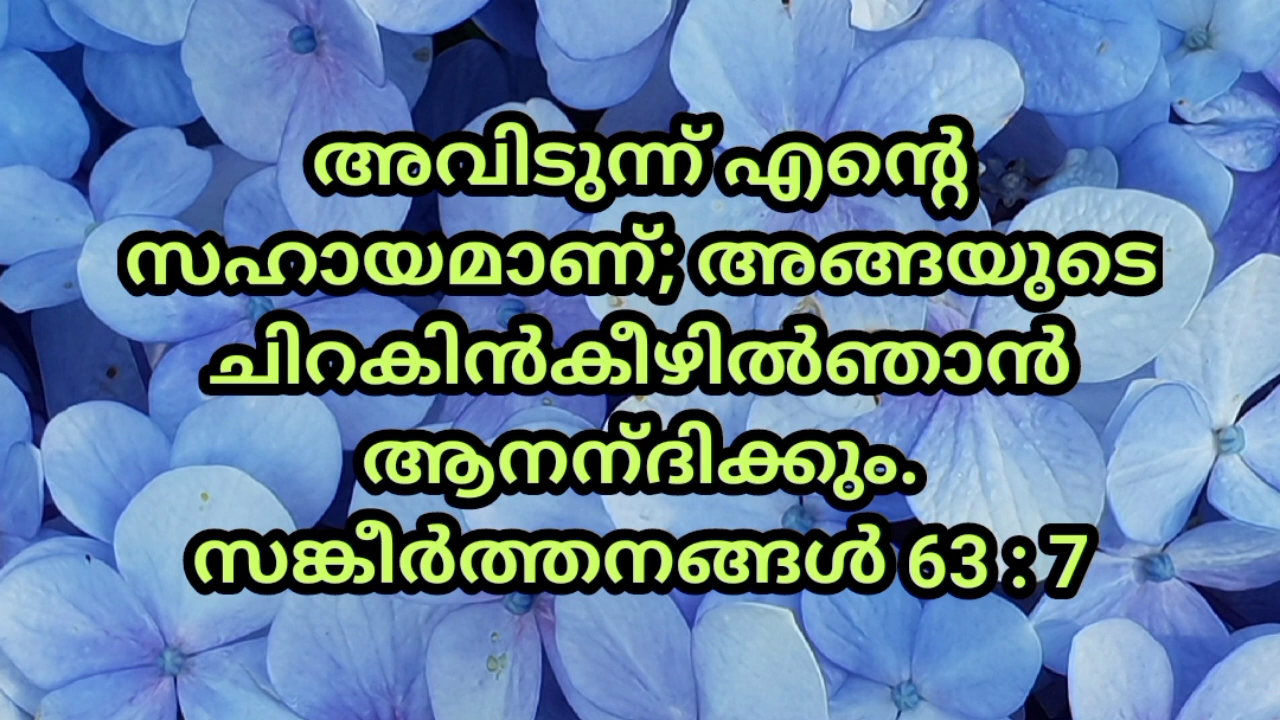 അവിടുന്ന് എന്റെ
സഹായമാണ്; അങ്ങയുടെ
ചിറകിൻകീഴിൽഞാൻ
ആനന്ദിക്കും.
സങ്കീർത്തനങ്ങൾ 63 : 7